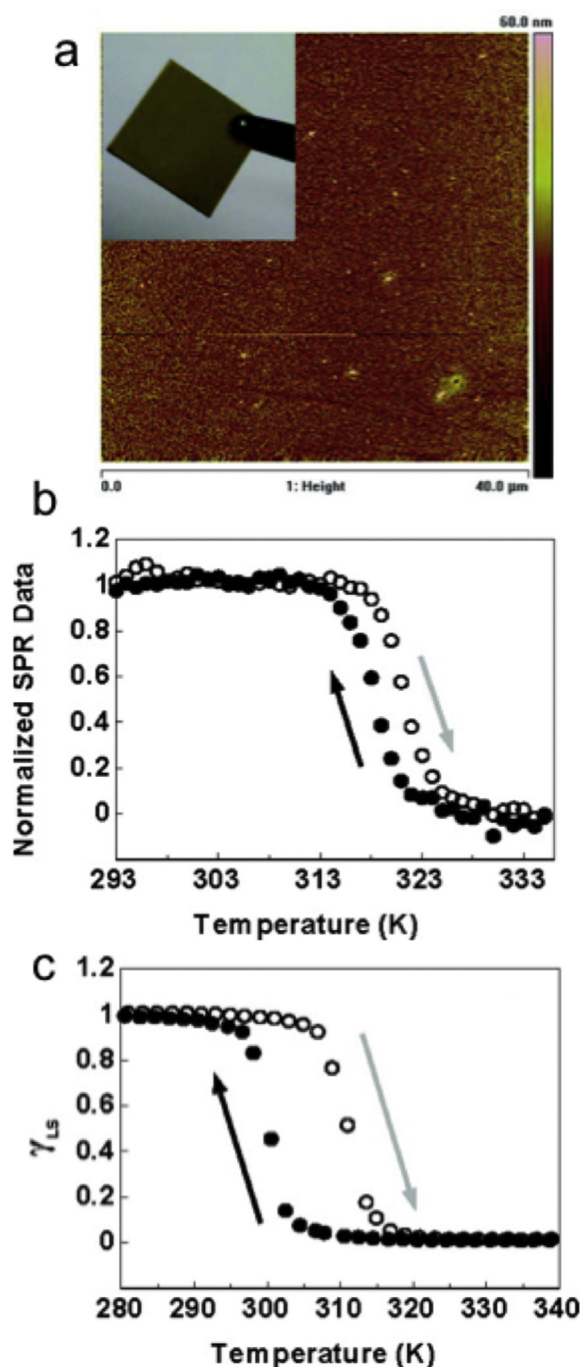 a
60.0 nm
0.0 1: Height 40.0 µm
b
1.2
1
0.8
0.6
0.4
0.2
0
Normalized SPR Data
293 303 313 323 333
Temperature (K)
c
1.2
1
0.8
0.6
0.4
0.2
0
γLS
280 290 300 310 320 330 340
Temperature (K)